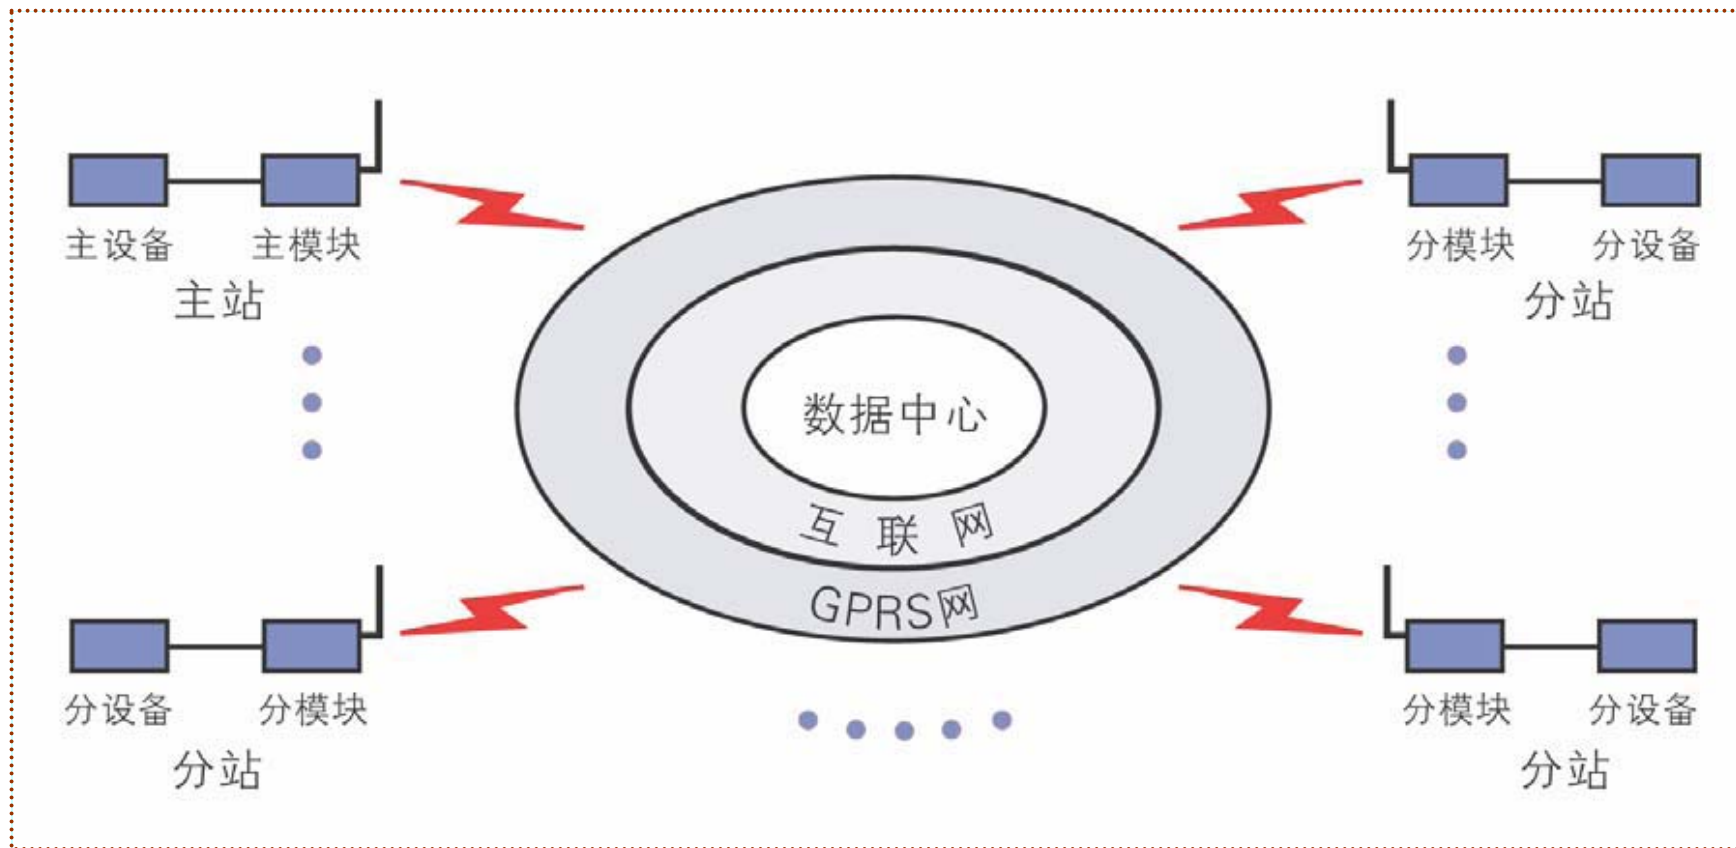 主设备 主模块
主站
分模块 分设备
分站
数据中心
互联网
GPRS网
分设备 分模块
分站
分模块 分设备
分站